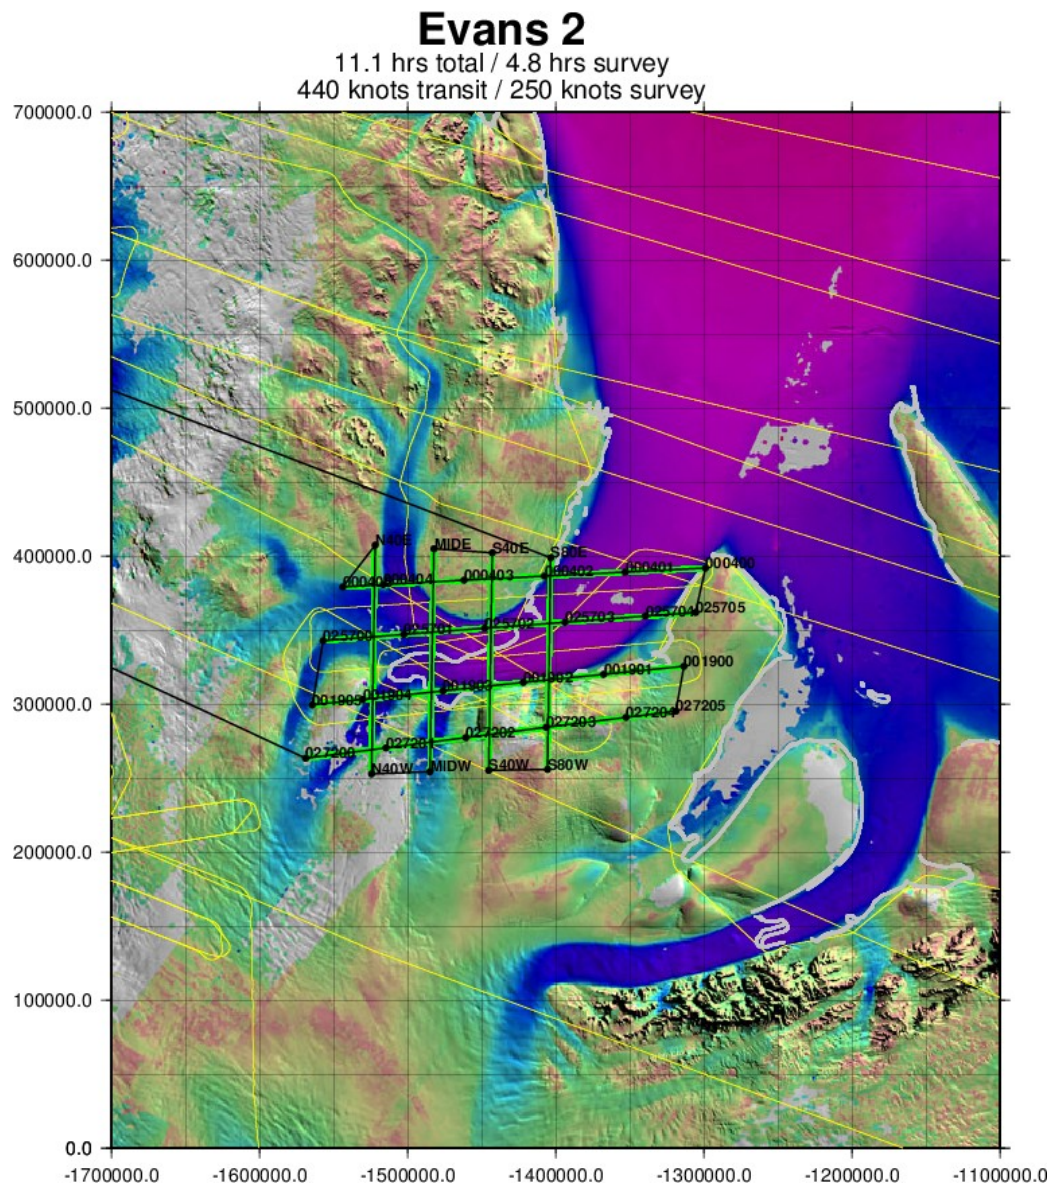 Evans 2
11.1 hrs total / 4.8 hrs survey
440 knots transit / 250 knots survey
700000.0
600000.0
500000.0
400000.0
300000.0
200000.0
100000.0
0.0
-1700000.0 -1600000.0 -1500000.0 -1400000.0 -1300000.0 -1200000.0 -1100000.0
N40E MIDE S40E S80E
000404 000403 000402 000401 000400
025700 025702 025703 025704 025705
001905 001904 001902 001901 001900
027200 027201 027202 027203 027204 027205
N40W MIDW S40W S80W